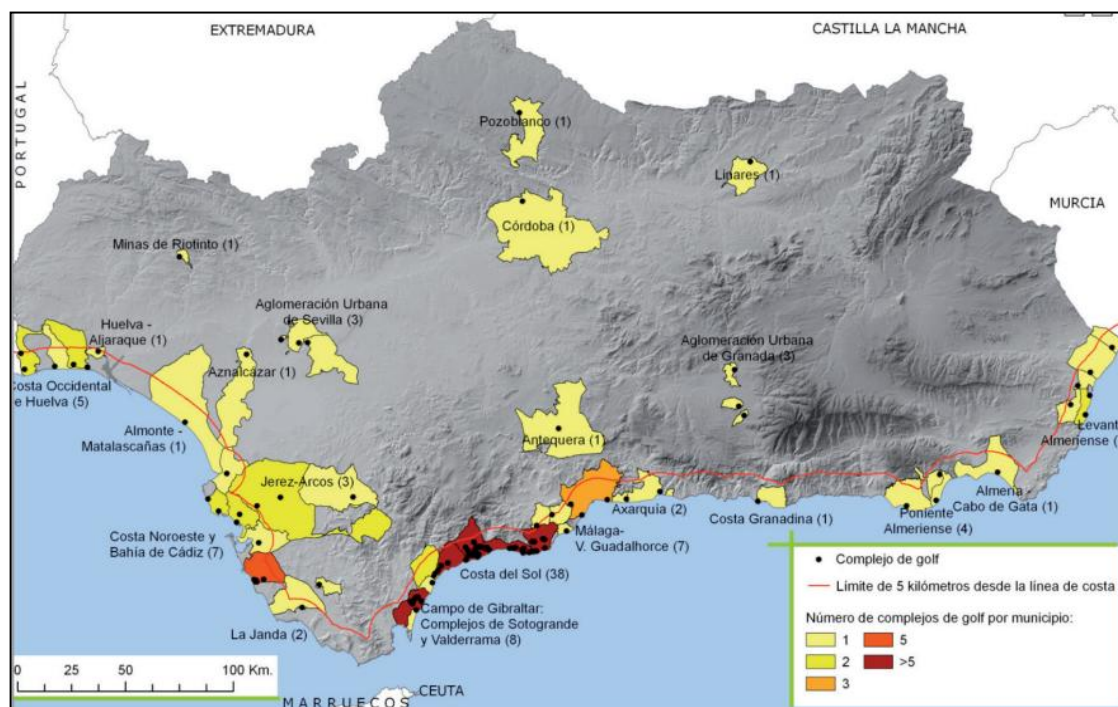 EXTREMADURA
CASTILLA LA MANCHA
PORTUGAL
MURCIA
Pozoblanco (1)
Linares (1)
Córdoba (1)
Minas de Riotinto (1)
Aglomeración Urbana
de Sevilla (3)
Huelva -
Aljaraque (1)
Aznalcázar (1)
Aglomeración Urbana
de Granada (3)
Costa Occidental
e Huelva (5)
Almonte -
Matalascañas (1)
Antequera (1)
Levant
Almeriense (
Jerez-Arcos (3)
Axarquía (2)
Costa Granadina (1)
Poniente
Almeriense (4)
Almería
Cabo de Gata (1)
Costa Noroeste y
Bahía de Cádiz (7)
Málaga-
V. Guadalhorce (7)
Costa del Sol (38)
Campo de Gibraltar:
Complejos de Sotogrande
y Valderrama (8)
La Janda (2)
0 25 50 100 Km.
CEUTA
MARRUECOS
Complejo de golf
Límite de 5 kilómetros desde la línea de costa
Número de complejos de golf por municipio:
1
5
2
>5
3